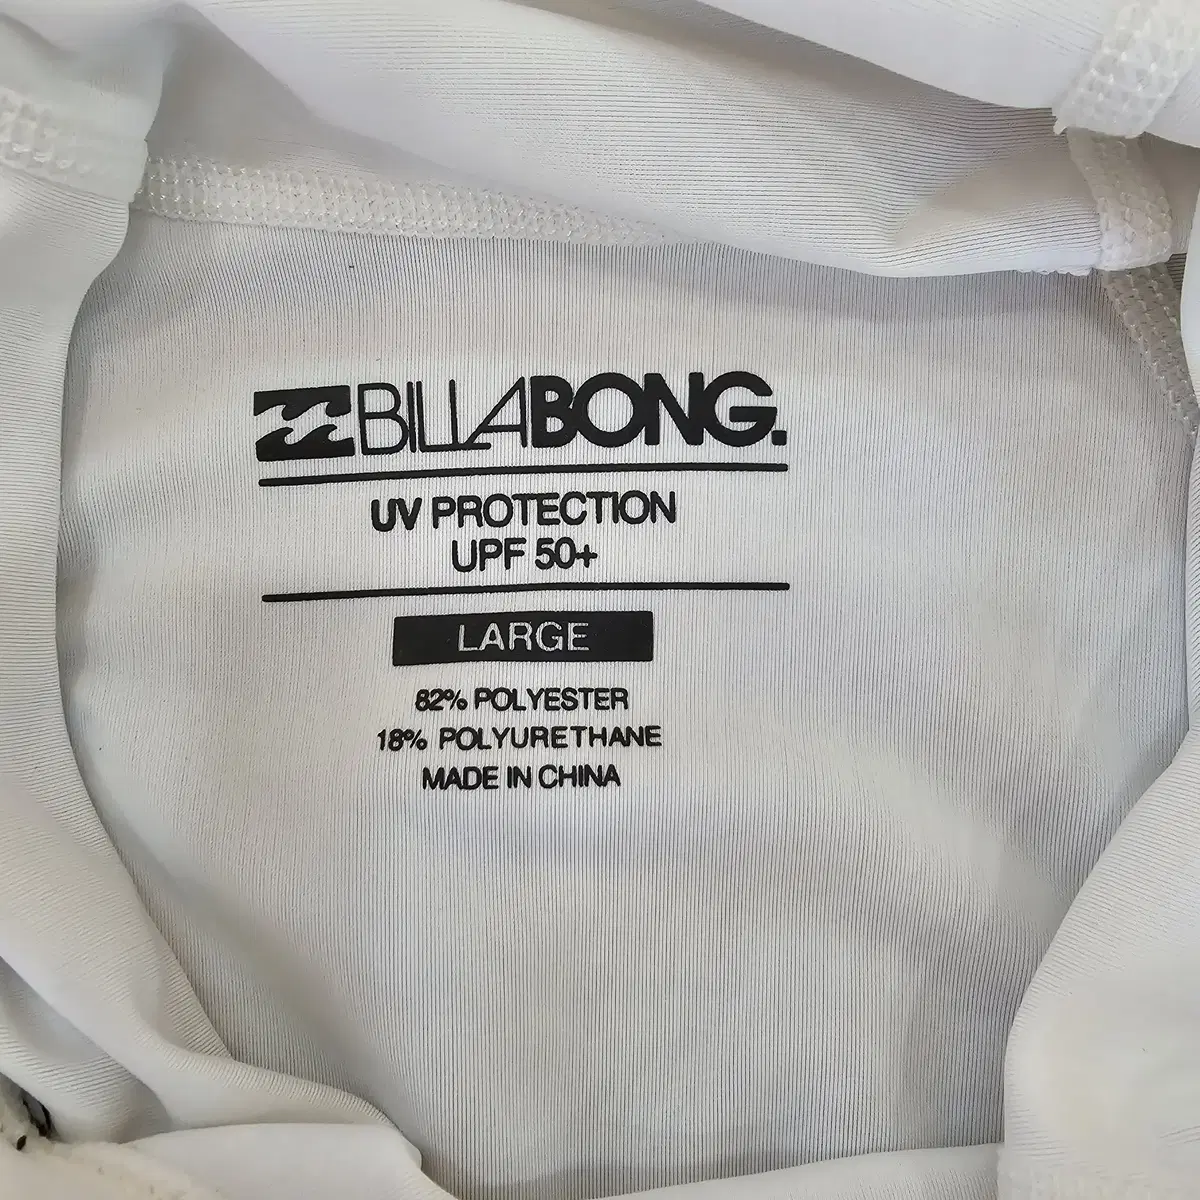 BILLABONG.
UV PROTECTION
UPF 50+
LARGE
82% POLYESTER
18% POLYURETHANE
MADE IN CHINA